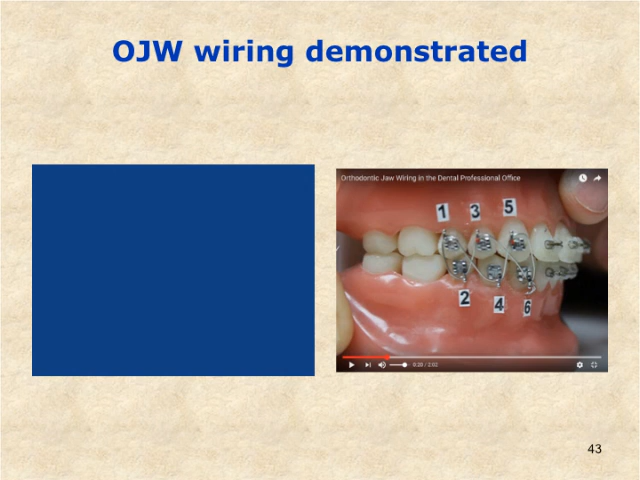 OJW wiring demonstrated
Orthodontic Jaw Wiring in the Dental Professional Office
1 3 5
2 4 6
0:20 / 2:02
43